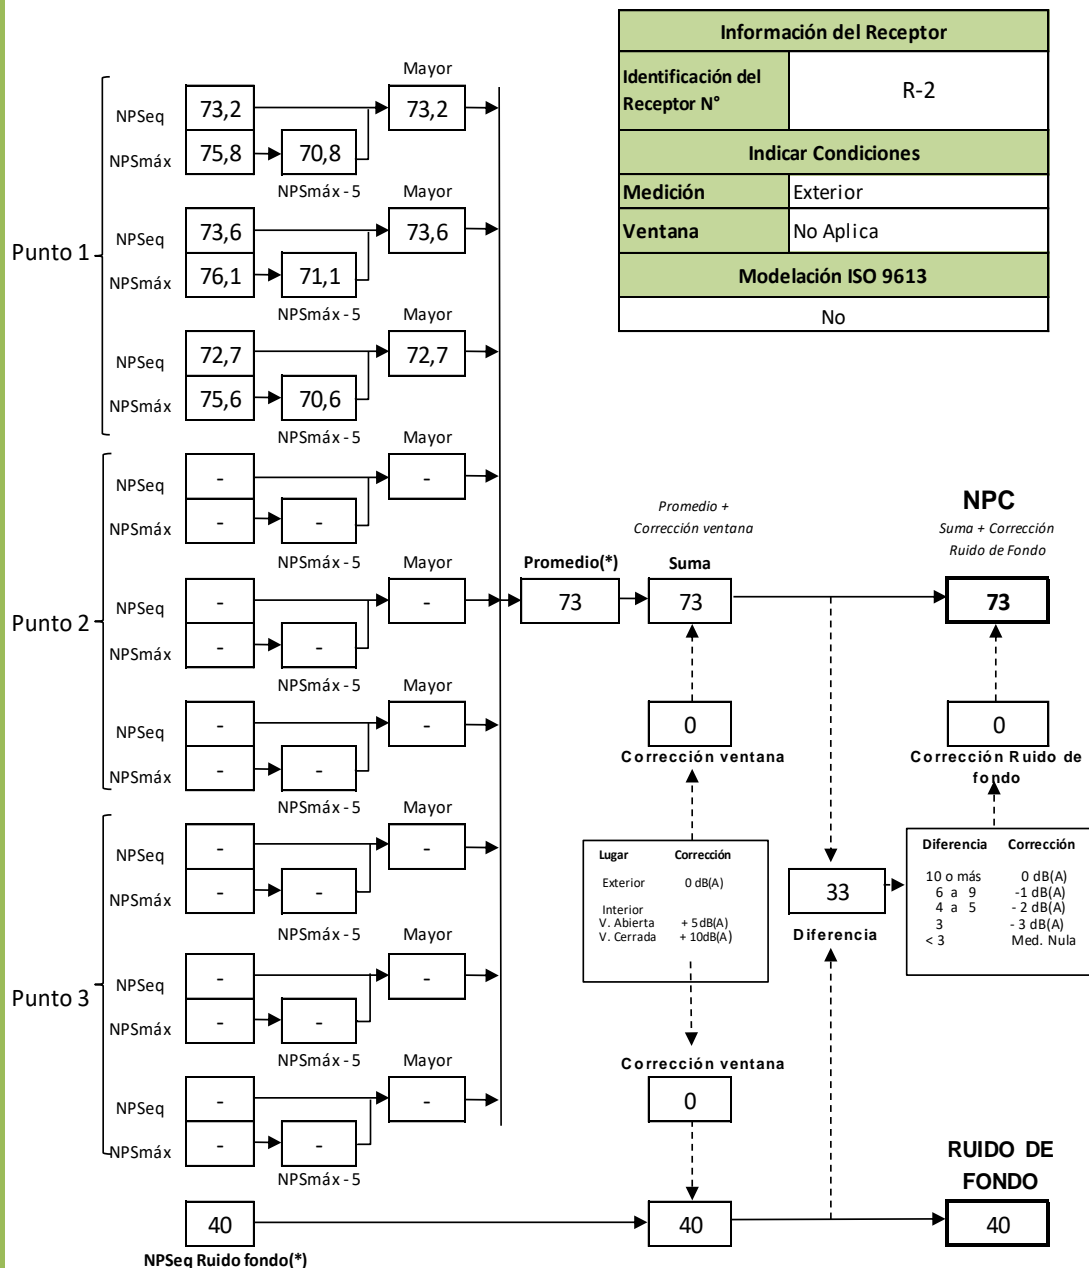 Información del Receptor
Identificación del
Receptor N°
R-2
Indicar Condiciones
Medición
Exterior
Ventana
No Aplica
Modelación ISO 9613
No
Punto 1
Mayor
NPSeq
73,2
73,2
NPSmáx
75,8
70,8
NPSmáx - 5
Mayor
NPSeq
73,6
73,6
NPSmáx
76,1
71,1
NPSmáx - 5
Mayor
NPSeq
72,7
72,7
NPSmáx
75,6
70,6
NPSmáx - 5
Punto 2
Mayor
NPSeq
-
-
NPSmáx
-
-
NPSmáx - 5
Mayor
NPSeq
-
-
NPSmáx
-
-
NPSmáx - 5
Mayor
NPSeq
-
-
NPSmáx
-
-
NPSmáx - 5
Punto 3
Mayor
NPSeq
-
-
NPSmáx
-
-
NPSmáx - 5
Mayor
NPSeq
-
-
NPSmáx
-
-
NPSmáx - 5
Mayor
NPSeq
-
-
NPSmáx
-
-
NPSmáx - 5
Promedio(*)
73
Promedio +
Corrección ventana
Suma
73
NPC
Suma + Corrección
Ruido de Fondo
73
0
Corrección ventana
0
Corrección Ruido de
fondo
Lugar Corrección
Exterior 0 dB(A)
Interior
V. Abierta + 5dB(A)
V. Cerrada + 10dB(A)
33
Diferencia
Diferencia Corrección
10 o más 0 dB(A)
6 a 9 -1 dB(A)
4 a 5 - 2 dB(A)
3 - 3 dB(A)
< 3 Med. Nula
Corrección ventana
0
40
NPSeq Ruido fondo(*)
40
RUIDO DE
FONDO
40